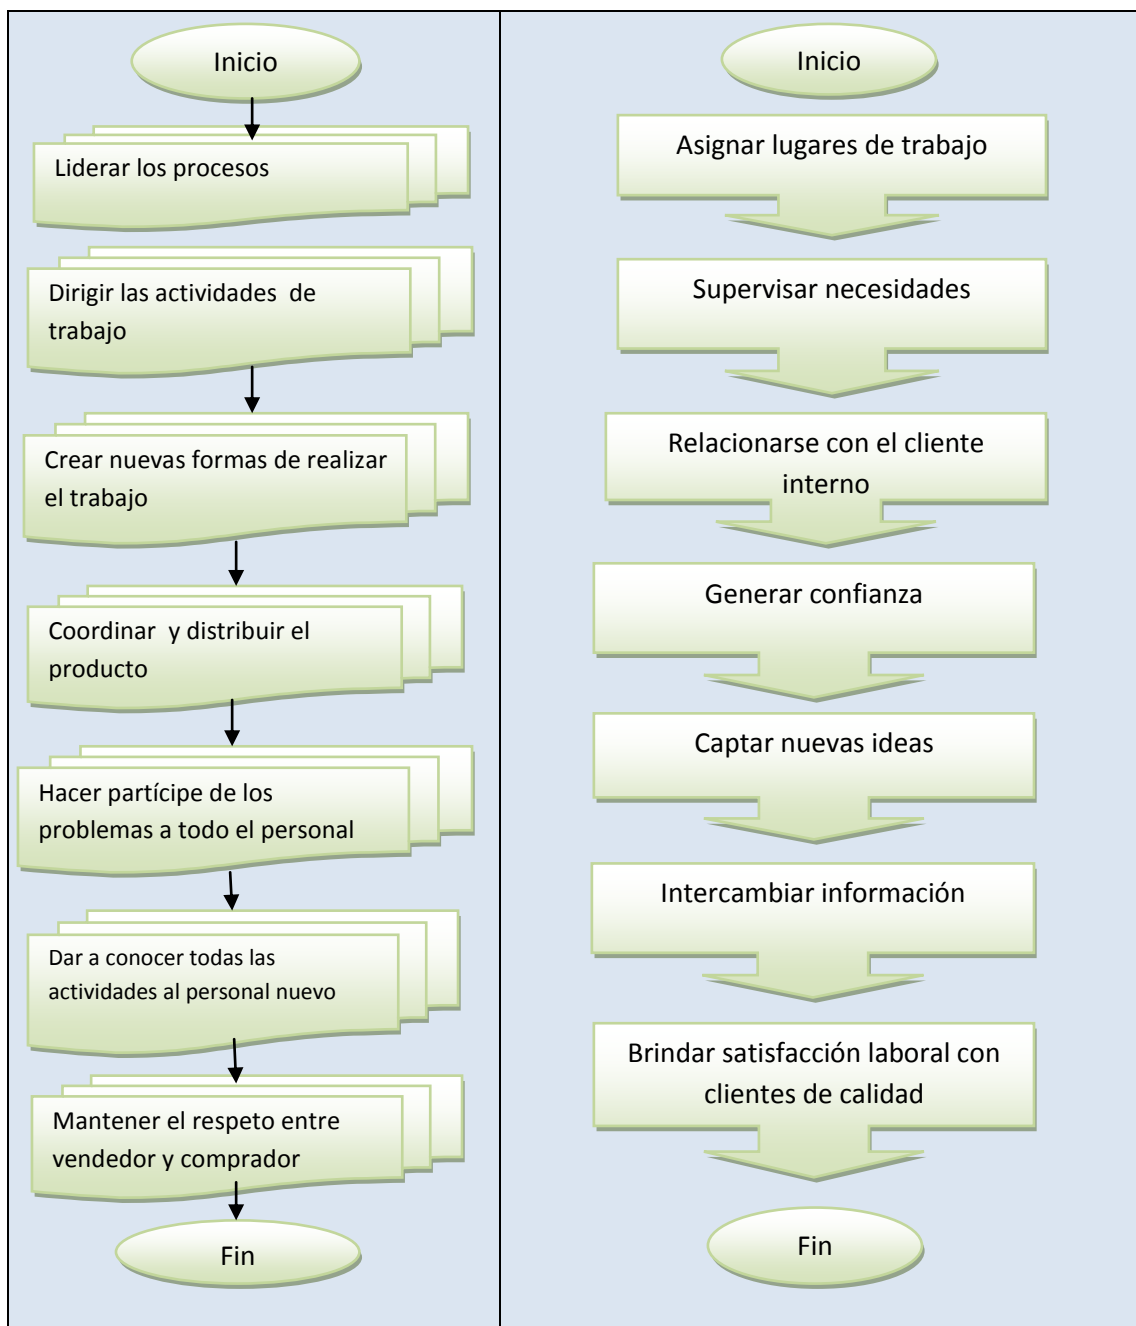 Inicio
Liderar los procesos
Dirigir las actividades  de
trabajo
Crear nuevas formas de realizar
el trabajo
Coordinar  y distribuir el
producto
Hacer partícipe de los
problemas a todo el personal
Dar a conocer todas las
actividades al personal nuevo
Mantener el respeto entre
vendedor y comprador
Fin
Inicio
Asignar lugares de trabajo
Supervisar necesidades
Relacionarse con el cliente
interno
Generar confianza
Captar nuevas ideas
Intercambiar información
Brindar satisfacción laboral con
clientes de calidad
Fin